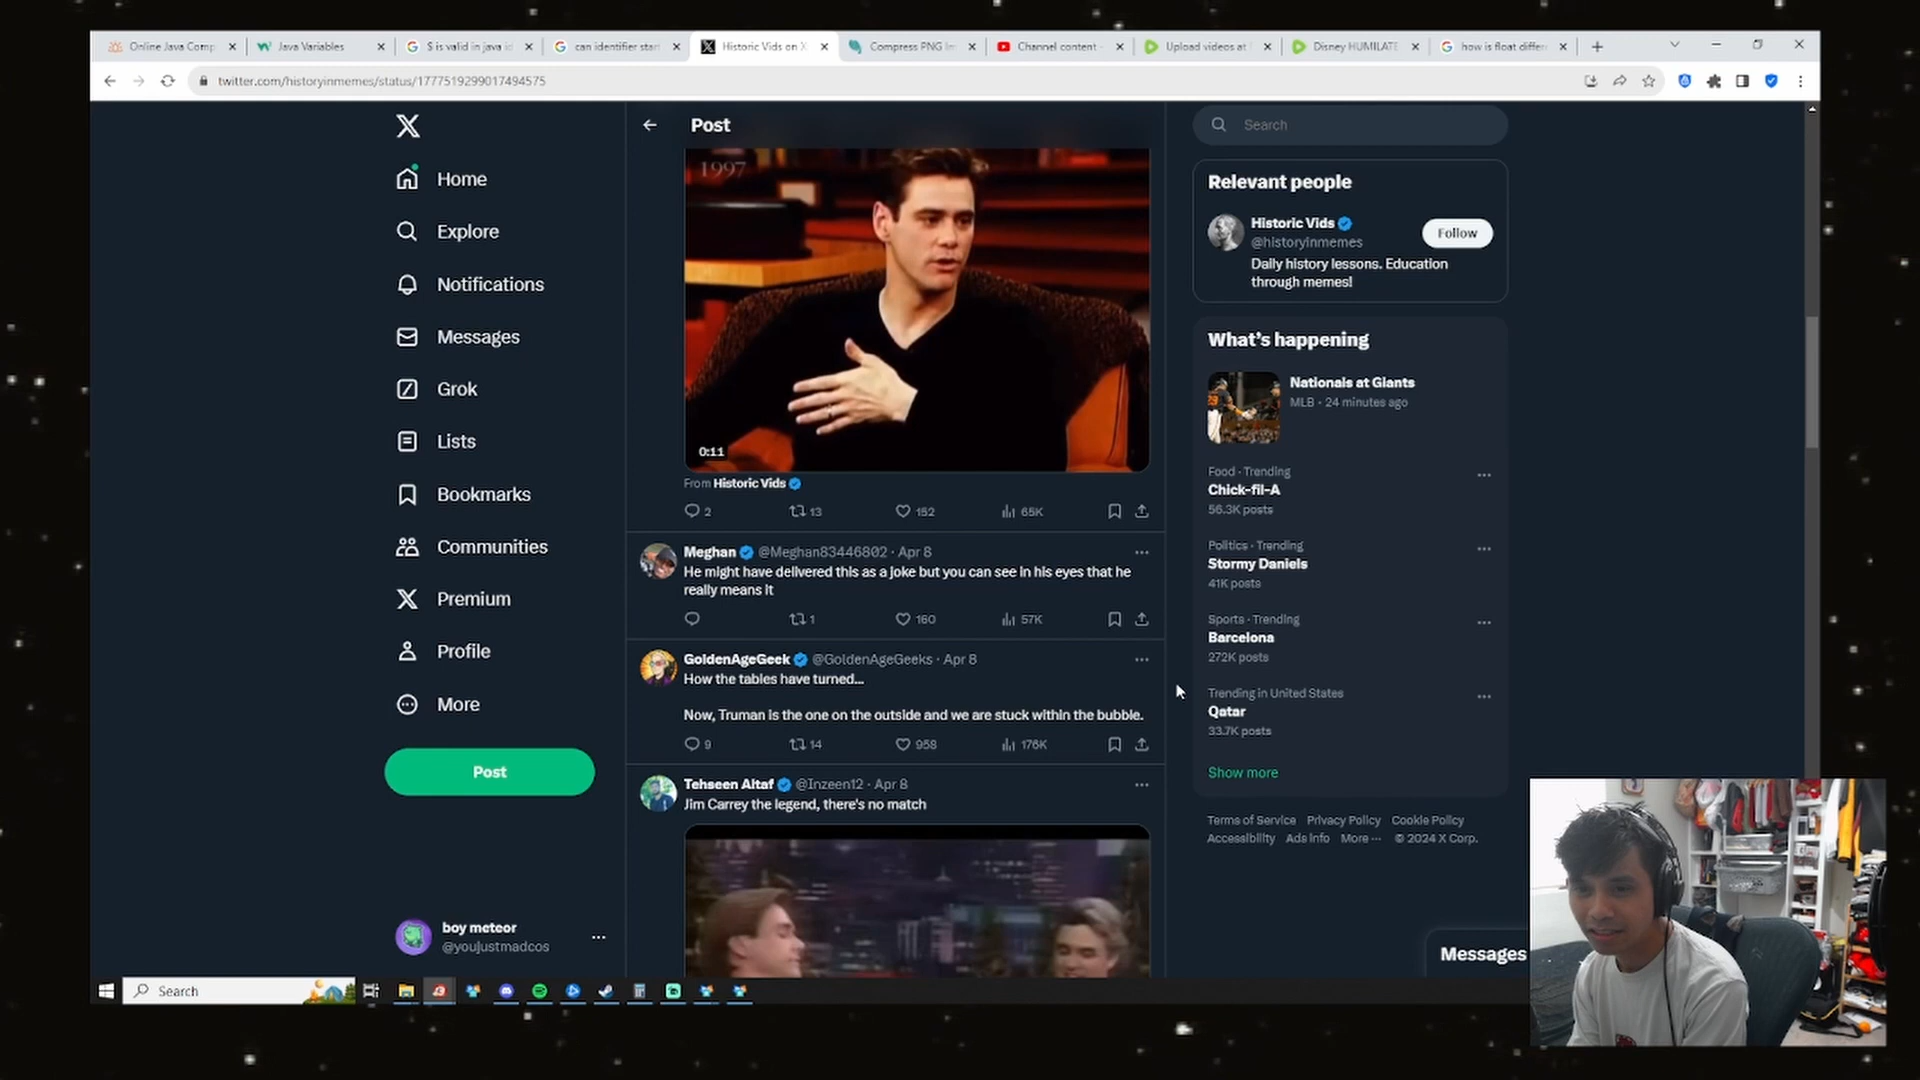 Online Java Comp
Java Variables
$ is valid in java id
can identifier star
Historic Vids on X
Compress PNG Im
Channel content -
Upload videos at
Disney HUMILATE
how is float differ
twitter.com/historyinmemes/status/1777519299017494575
Home
Explore
Notifications
Messages
Grok
Lists
Bookmarks
Communities
Premium
Profile
More
Post
boy meteor
@youjustmadcos
Post
1997
0:11
From Historic Vids
2
13
152
65K
Meghan @Meghan83446802 · Apr 8
He might have delivered this as a joke but you can see in his eyes that he
really means it
1
160
57K
GoldenAgeGeek @GoldenAgeGeeks · Apr 8
How the tables have turned...
Now, Truman is the one on the outside and we are stuck within the bubble.
9
14
958
176K
Tehseen Altaf @Inzeen12 · Apr 8
Jim Carrey the legend, there's no match
Search
Relevant people
Historic Vids
@historyinmemes
Follow
Daily history lessons. Education
through memes!
What's happening
Nationals at Giants
MLB · 24 minutes ago
Food · Trending
Chick-fil-A
56.3K posts
Politics · Trending
Stormy Daniels
41K posts
Sports · Trending
Barcelona
272K posts
Trending in United States
Qatar
33.7K posts
Show more
Terms of Service Privacy Policy Cookie Policy
Accessibility Ads info More ··· © 2024 X Corp.
Messages
Search